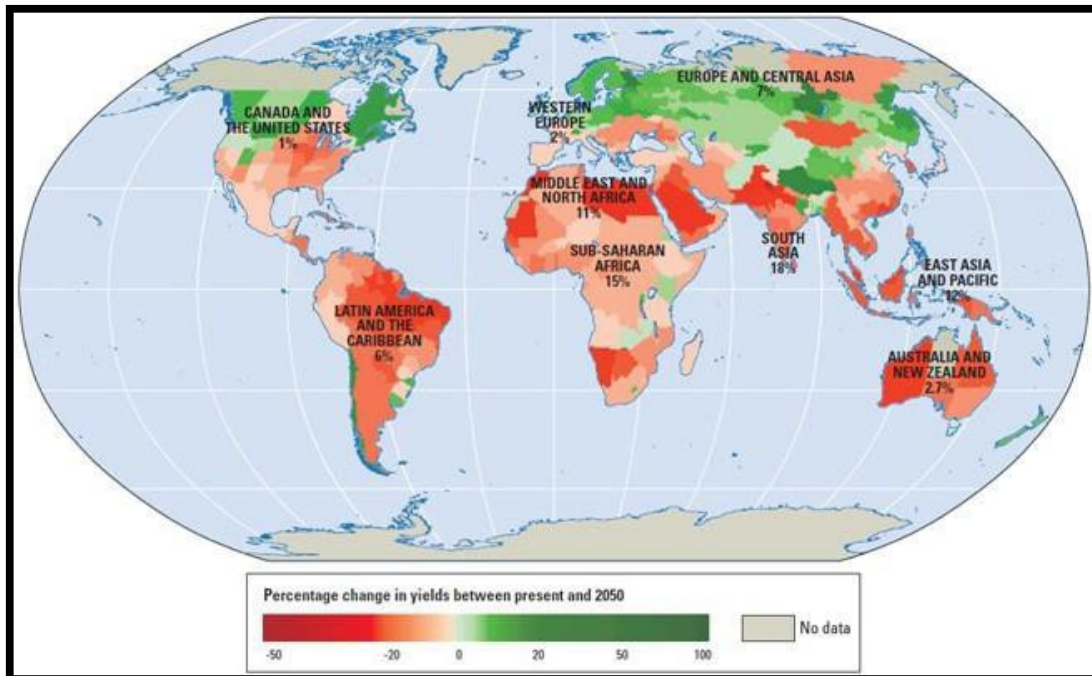 EUROPE AND CENTRAL ASIA
7%
CANADA AND
THE UNITED STATES
1%
WESTERN
EUROPE
2%
MIDDLE EAST AND
NORTH AFRICA
11%
SUB-SAHARAN
AFRICA
15%
SOUTH
ASIA
18%
EAST ASIA
AND PACIFIC
12%
LATIN AMERICA
AND THE
CARIBBEAN
6%
AUSTRALIA AND
NEW ZEALAND
2.7%
Percentage change in yields between present and 2050
No data
-50 -20 0 20 50 100